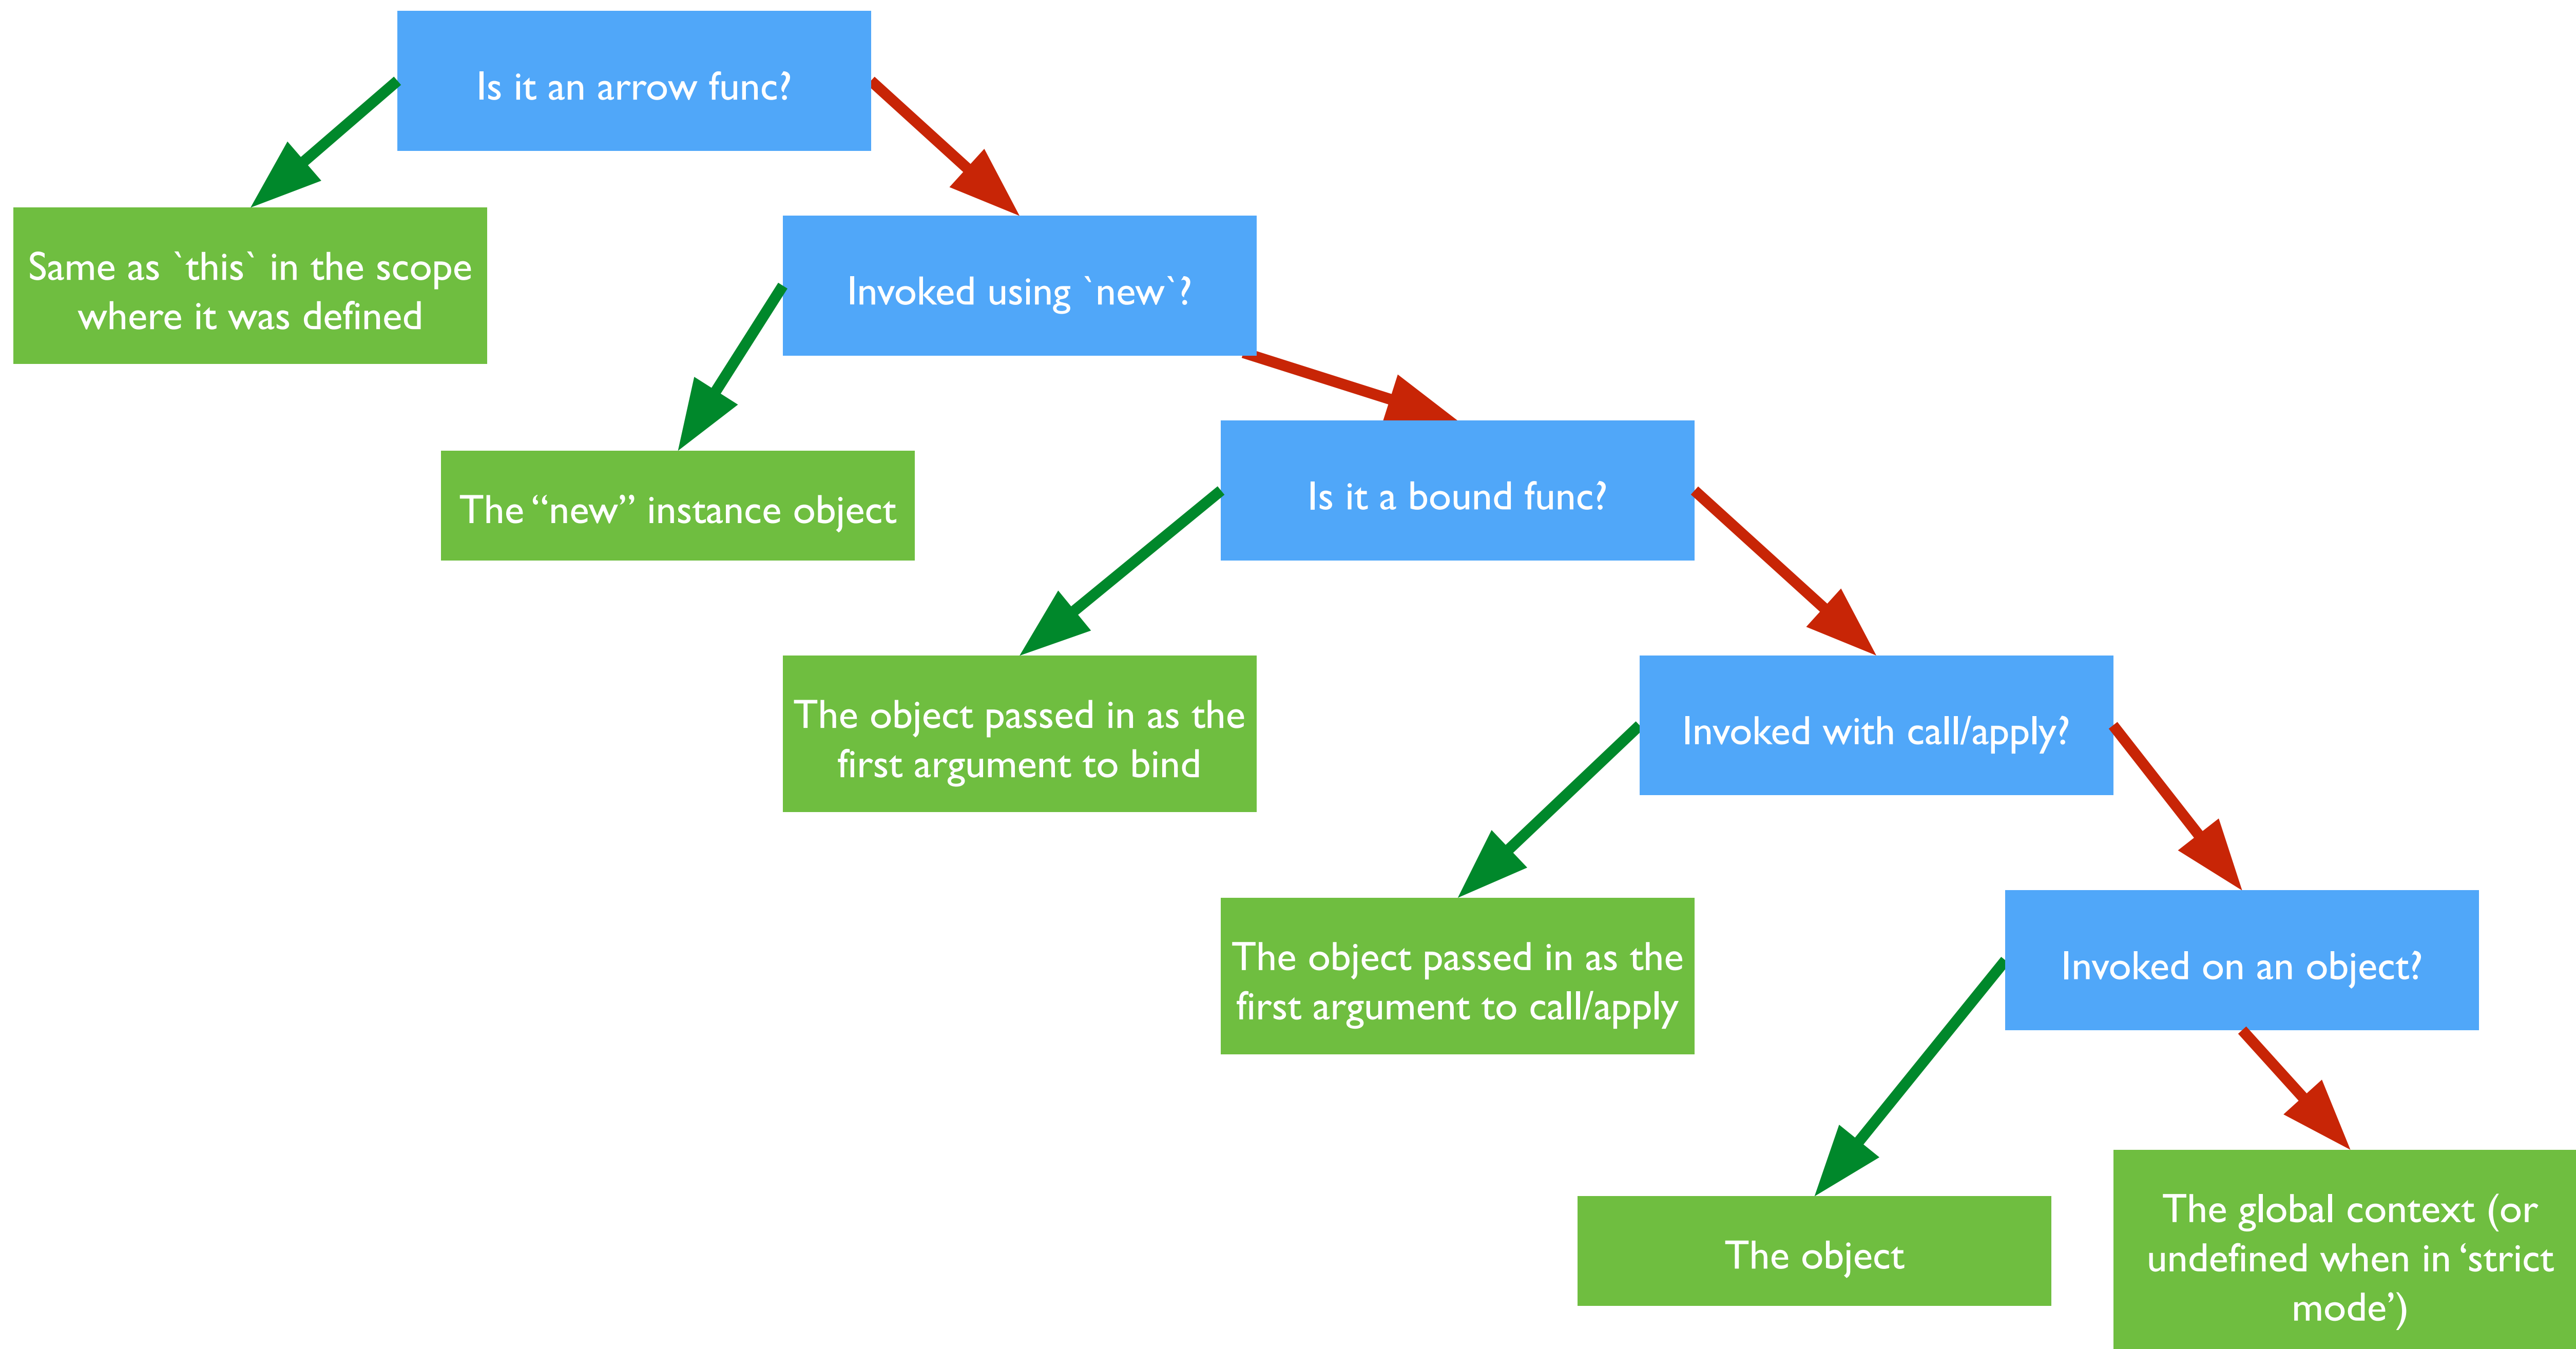 Is it an arrow func?
Same as `this` in the scope
where it was defined
Invoked using `new`?
The “new” instance object
Is it a bound func?
The object passed in as the
first argument to bind
Invoked with call/apply?
The object passed in as the
first argument to call/apply
Invoked on an object?
The object
The global context (or
undefined when in ‘strict
mode’)